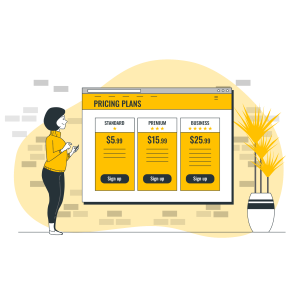 PRICING PLANS
STANDARD
$5.99
Sign up
PREMIUM
$15.99
Sign up
BUSINESS
$25.99
Sign up